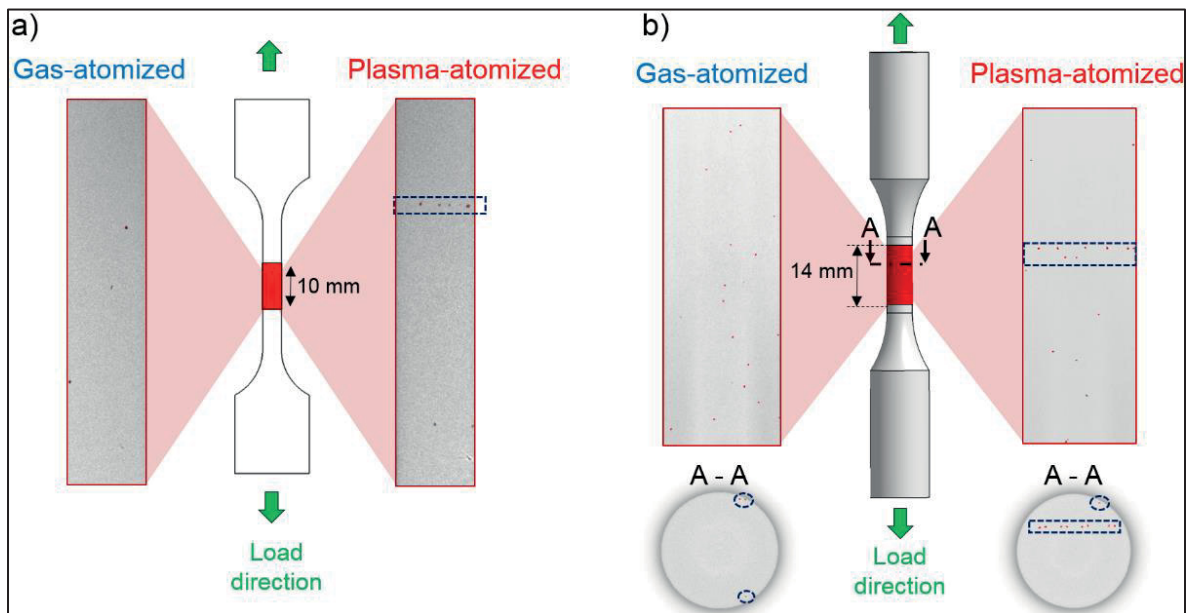 a)
Gas-atomized
Plasma-atomized
10 mm
Load
direction
b)
Gas-atomized
Plasma-atomized
A
A
14 mm
A - A
A - A
Load
direction